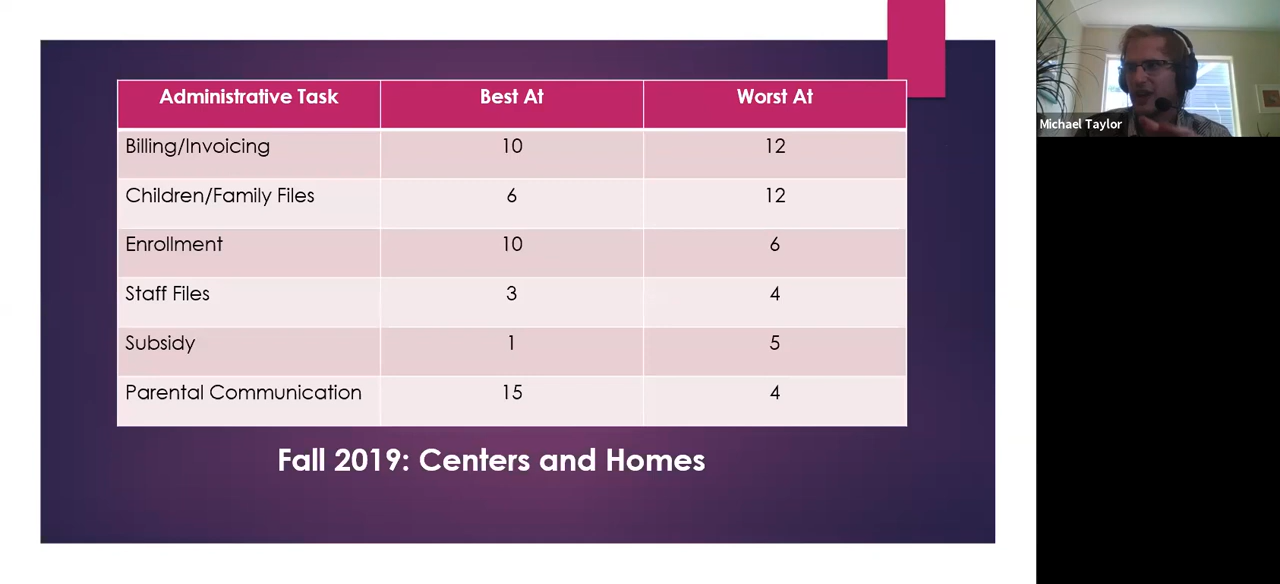 Administrative Task Best At Worst At
Billing/Invoicing 10 12
Children/Family Files 6 12
Enrollment 10 6
Staff Files 3 4
Subsidy 1 5
Parental Communication 15 4
Fall 2019: Centers and Homes
Michael Taylor